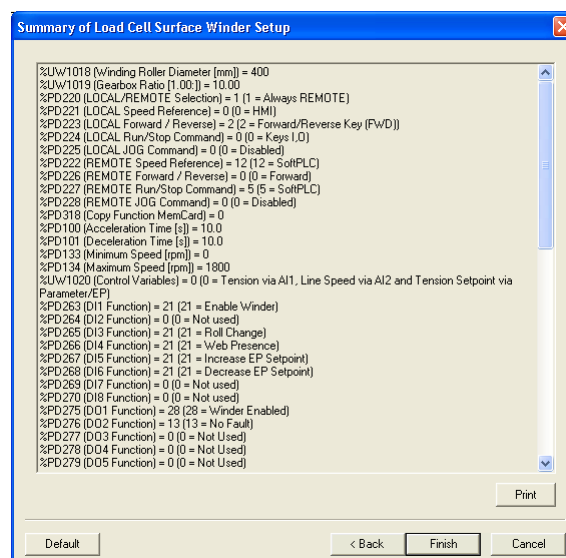 Summary of Load Cell Surface Winder Setup
%UW1018 (Winding Roller Diameter [mm]) = 400
%UW1019 (Gearbox Ratio [1.00:]) = 10.00
%PD220 (LOCAL/REMOTE Selection) = 1 (1 = Always REMOTE)
%PD221 (LOCAL Speed Reference) = 0 (0 = HMI)
%PD223 (LOCAL Forward / Reverse) = 2 (2 = Forward/Reverse Key (FWD))
%PD224 (LOCAL Run/Stop Command) = 0 (0 = Keys I,O)
%PD225 (LOCAL JOG Command) = 0 (0 = Disabled)
%PD222 (REMOTE Speed Reference) = 12 (12 = SoftPLC)
%PD226 (REMOTE Forward / Reverse) = 0 (0 = Forward)
%PD227 (REMOTE Run/Stop Command) = 5 (5 = SoftPLC)
%PD228 (REMOTE JOG Command) = 0 (0 = Disabled)
%PD318 (Copy Function MemCard) = 0
%PD100 (Acceleration Time [s]) = 10.0
%PD101 (Deceleration Time [s]) = 10.0
%PD133 (Minimum Speed [rpm]) = 0
%PD134 (Maximum Speed [rpm]) = 1800
%UW1020 (Control Variables) = 0 (0 = Tension via AI1, Line Speed via AI2 and Tension Setpoint via
Parameter/EP)
%PD263 (DI1 Function) = 21 (21 = Enable Winder)
%PD264 (DI2 Function) = 0 (0 = Not used)
%PD265 (DI3 Function) = 21 (21 = Roll Change)
%PD266 (DI4 Function) = 21 (21 = Web Presence)
%PD267 (DI5 Function) = 21 (21 = Increase EP Setpoint)
%PD268 (DI6 Function) = 21 (21 = Decrease EP Setpoint)
%PD269 (DI7 Function) = 0 (0 = Not used)
%PD270 (DI8 Function) = 0 (0 = Not used)
%PD275 (DO1 Function) = 28 (28 = Winder Enabled)
%PD276 (DO2 Function) = 13 (13 = No Fault)
%PD277 (DO3 Function) = 0 (0 = Not Used)
%PD278 (DO4 Function) = 0 (0 = Not Used)
%PD279 (DO5 Function) = 0 (0 = Not Used)
Print
Default
< Back
Finish
Cancel